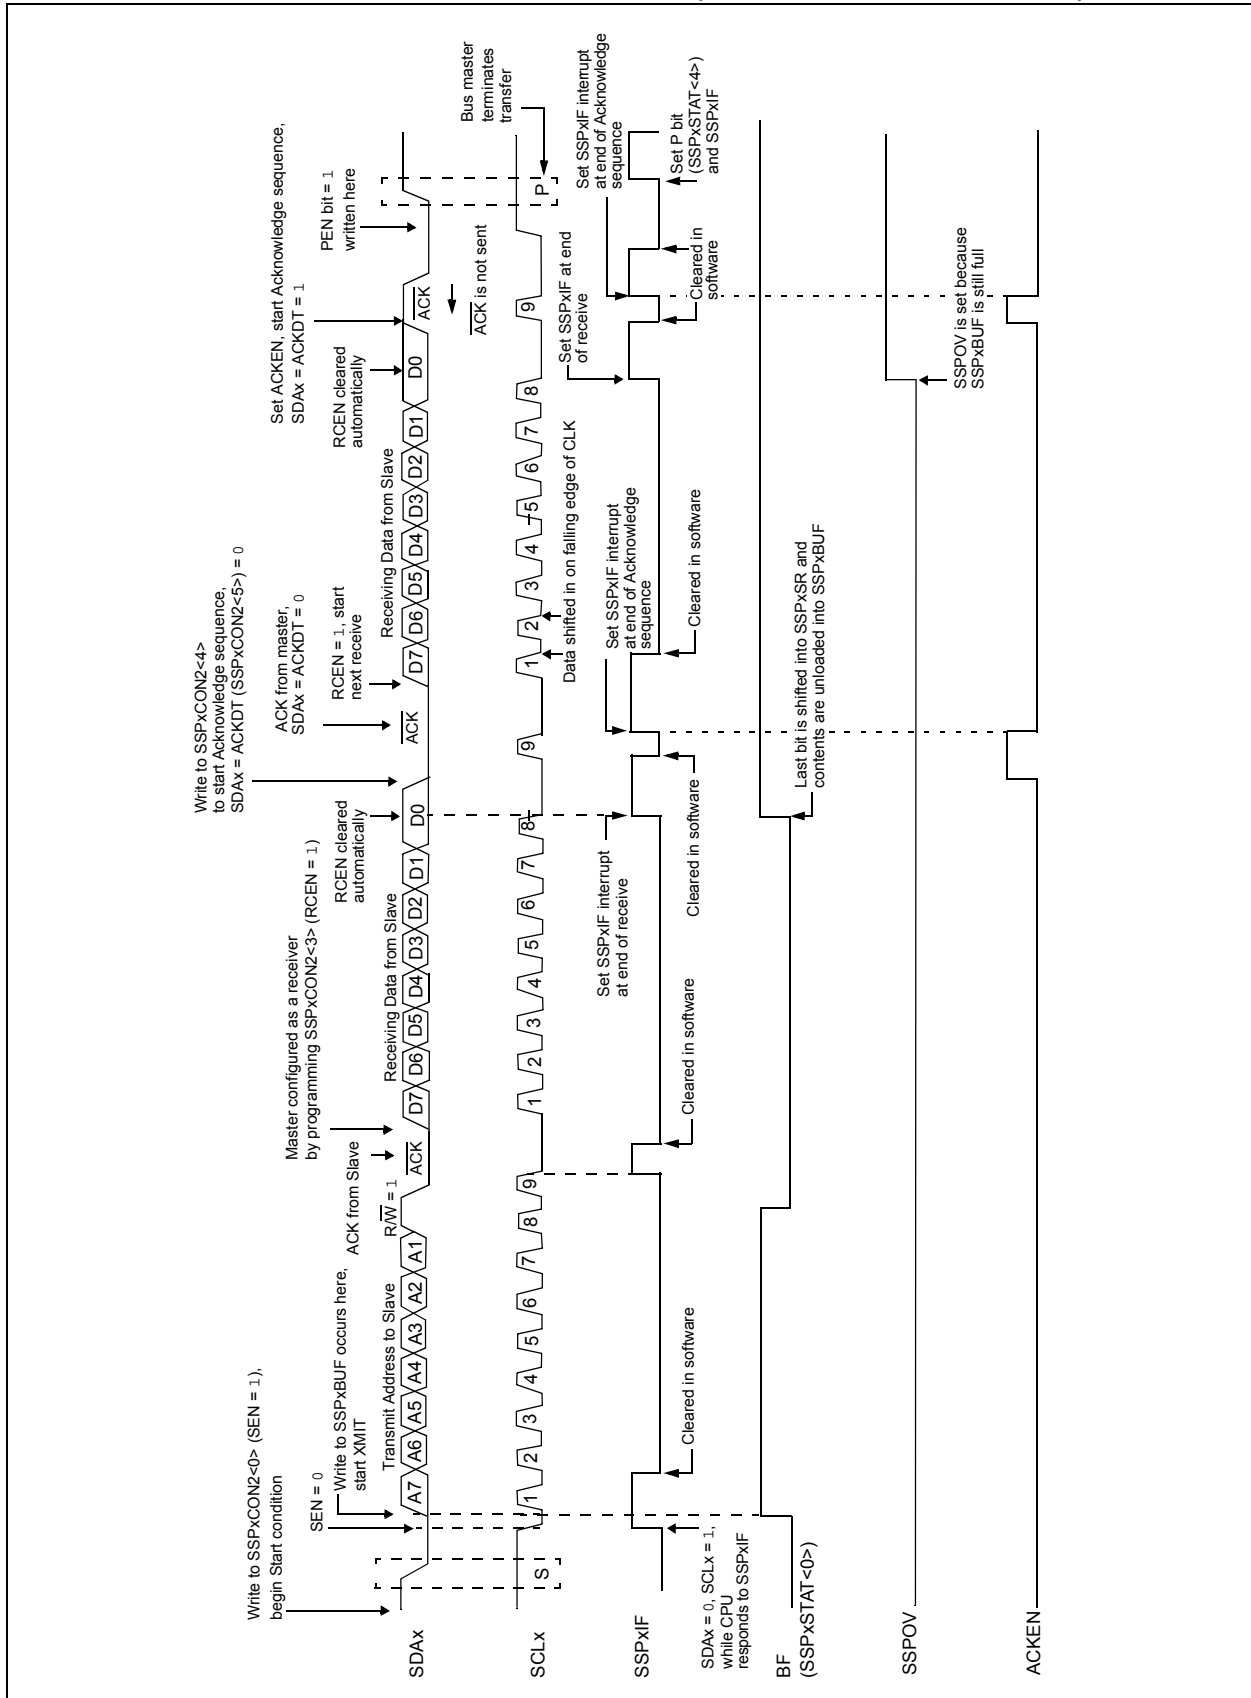 Write to SSPxCON2<0> (SEN = 1),
begin Start condition
SEN = 0
Write to SSPxBUF occurs here,
start XMIT
ACK from Slave
Master configured as a receiver
by programming SSPxCON2<3> (RCEN = 1)
RCEN cleared
automatically
Write to SSPxCON2<4>
to start Acknowledge sequence,
SDAx = ACKDT (SSPxCON2<5>) = 0
ACK from master,
SDAx = ACKDT = 0
RCEN = 1, start
next receive
RCEN cleared
automatically
Set ACKEN, start Acknowledge sequence,
SDAx = ACKDT = 1
PEN bit = 1
written here
Transmit Address to Slave
R/W = 1
Receiving Data from Slave
Receiving Data from Slave
SDAx
A7 A6 A5 A4 A3 A2 A1
ACK
D7 D6 D5 D4 D3 D2 D1 D0
ACK
D7 D6 D5 D4 D3 D2 D1 D0
ACK
ACK is not sent
Bus master
terminates
transfer
SCLx
S
1 2 3 4 5 6 7 8 9
1 2 3 4 5 6 7 8 9
1 2 3 4 5 6 7 8 9
P
Data shifted in on falling edge of CLK
Set SSPxIF interrupt
at end of receive
Set SSPxIF interrupt
at end of Acknowledge
sequence
Set SSPxIF at end
of receive
Set SSPxIF interrupt
at end of Acknowledge
sequence
SSPxIF
SDAx = 0, SCLx = 1,
while CPU
responds to SSPxIF
Cleared in software
Cleared in software
Cleared in software
Cleared in software
Cleared in
software
Set P bit
(SSPxSTAT<4>)
and SSPxIF
BF
(SSPxSTAT<0>)
Last bit is shifted into SSPxSR and
contents are unloaded into SSPxBUF
SSPOV
SSPOV is set because
SSPxBUF is still full
ACKEN